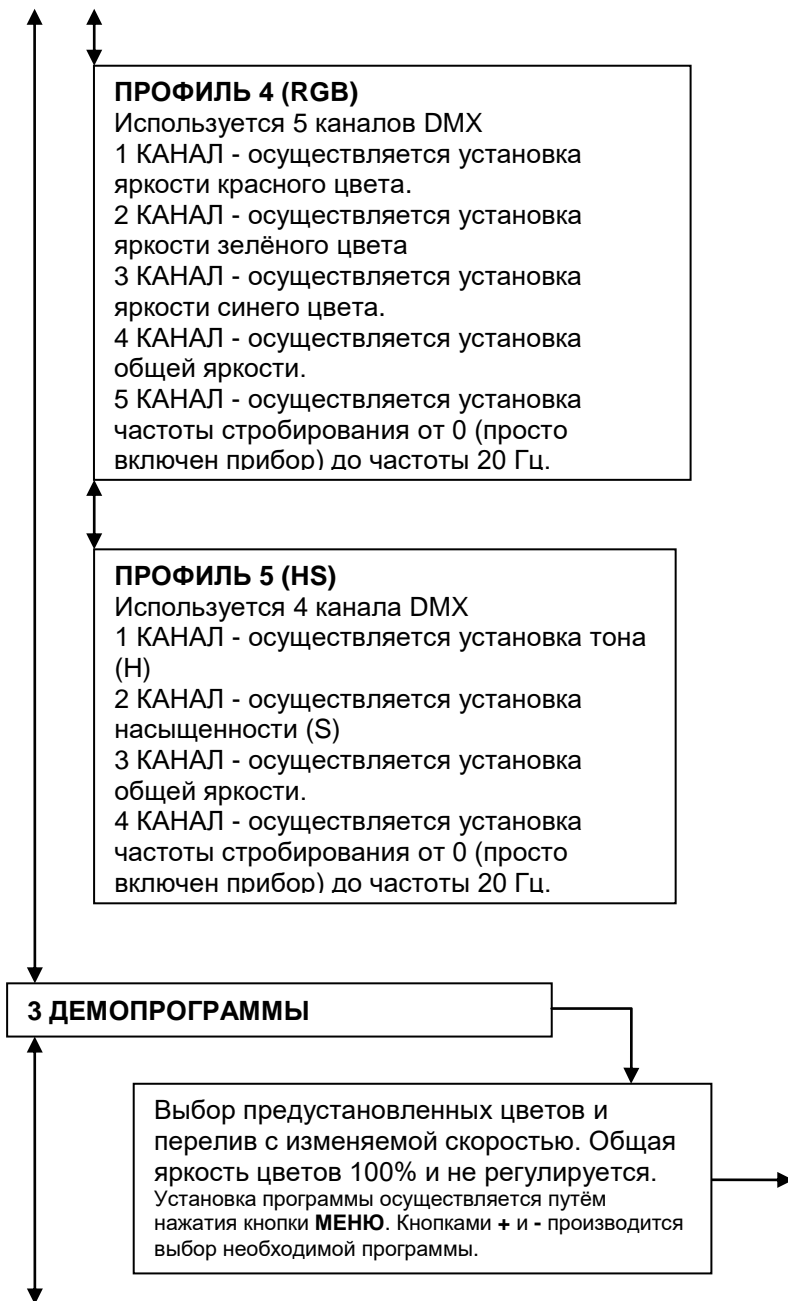 ПРОФИЛЬ 4 (RGB)
Используется 5 каналов DMX
1 КАНАЛ - осуществляется установка
яркости красного цвета.
2 КАНАЛ - осуществляется установка
яркости зелёного цвета
3 КАНАЛ - осуществляется установка
яркости синего цвета.
4 КАНАЛ - осуществляется установка
общей яркости.
5 КАНАЛ - осуществляется установка
частоты стробирования от 0 (просто
включен прибор) до частоты 20 Гц.
ПРОФИЛЬ 5 (HS)
Используется 4 канала DMX
1 КАНАЛ - осуществляется установка тона
(H)
2 КАНАЛ - осуществляется установка
насыщенности (S)
3 КАНАЛ - осуществляется установка
общей яркости.
4 КАНАЛ - осуществляется установка
частоты стробирования от 0 (просто
включен прибор) до частоты 20 Гц.
3 ДЕМОПРОГРАММЫ
Выбор предустановленных цветов и
перелив с изменяемой скоростью. Общая
яркость цветов 100% и не регулируется.
Установка программы осуществляется путём
нажатия кнопки МЕНЮ. Кнопками + и - производится
выбор необходимой программы.